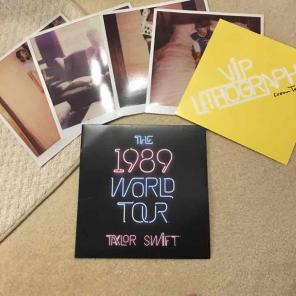 VIP
LITHOGRAPH
THE
1989
WORLD
TOUR
TAYLOR SWIFT